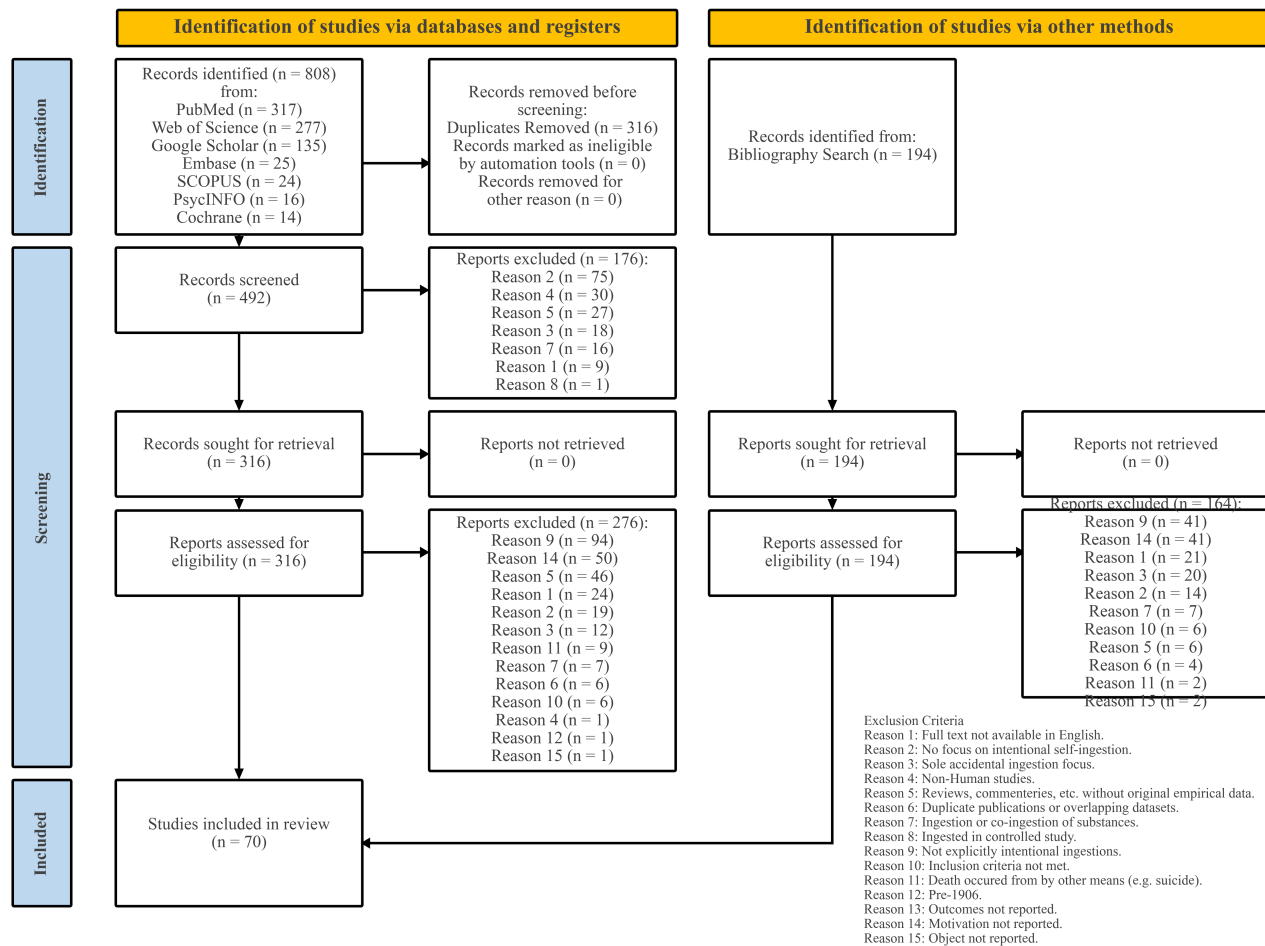 Identification of studies via databases and registers
Identification of studies via other methods
Identification
Records identified (n = 808)
from:
PubMed (n = 317)
Web of Science (n = 277)
Google Scholar (n = 135)
Embase (n = 25)
SCOPUS (n = 24)
PsycINFO (n = 16)
Cochrane (n = 14)
Records removed before
screening:
Duplicates Removed (n = 316)
Records marked as ineligible
by automation tools (n = 0)
Records removed for
other reason (n = 0)
Records identified from:
Bibliography Search (n = 194)
Screening
Records screened
(n = 492)
Reports excluded (n = 176):
Reason 2 (n = 75)
Reason 4 (n = 30)
Reason 5 (n = 27)
Reason 3 (n = 18)
Reason 7 (n = 16)
Reason 1 (n = 9)
Reason 8 (n = 1)
Records sought for retrieval
(n = 316)
Reports not retrieved
(n = 0)
Reports sought for retrieval
(n = 194)
Reports not retrieved
(n = 0)
Reports assessed for
eligibility (n = 316)
Reports excluded (n = 276):
Reason 9 (n = 94)
Reason 14 (n = 50)
Reason 5 (n = 46)
Reason 1 (n = 24)
Reason 2 (n = 19)
Reason 3 (n = 12)
Reason 11 (n = 9)
Reason 7 (n = 7)
Reason 6 (n = 6)
Reason 10 (n = 6)
Reason 4 (n = 1)
Reason 12 (n = 1)
Reason 15 (n = 1)
Reports assessed for
eligibility (n = 194)
Reports excluded (n = 164):
Reason 9 (n = 41)
Reason 14 (n = 41)
Reason 1 (n = 21)
Reason 3 (n = 20)
Reason 2 (n = 14)
Reason 7 (n = 7)
Reason 10 (n = 6)
Reason 5 (n = 6)
Reason 6 (n = 4)
Reason 11 (n = 2)
Reason 15 (n = 2)
Included
Studies included in review
(n = 70)
Exclusion Criteria
Reason 1: Full text not available in English.
Reason 2: No focus on intentional self-ingestion.
Reason 3: Sole accidental ingestion focus.
Reason 4: Non-Human studies.
Reason 5: Reviews, commenteries, etc. without original empirical data.
Reason 6: Duplicate publications or overlapping datasets.
Reason 7: Ingestion or co-ingestion of substances.
Reason 8: Ingested in controlled study.
Reason 9: Not explicitly intentional ingestions.
Reason 10: Inclusion criteria not met.
Reason 11: Death occured from by other means (e.g. suicide).
Reason 12: Pre-1906.
Reason 13: Outcomes not reported.
Reason 14: Motivation not reported.
Reason 15: Object not reported.